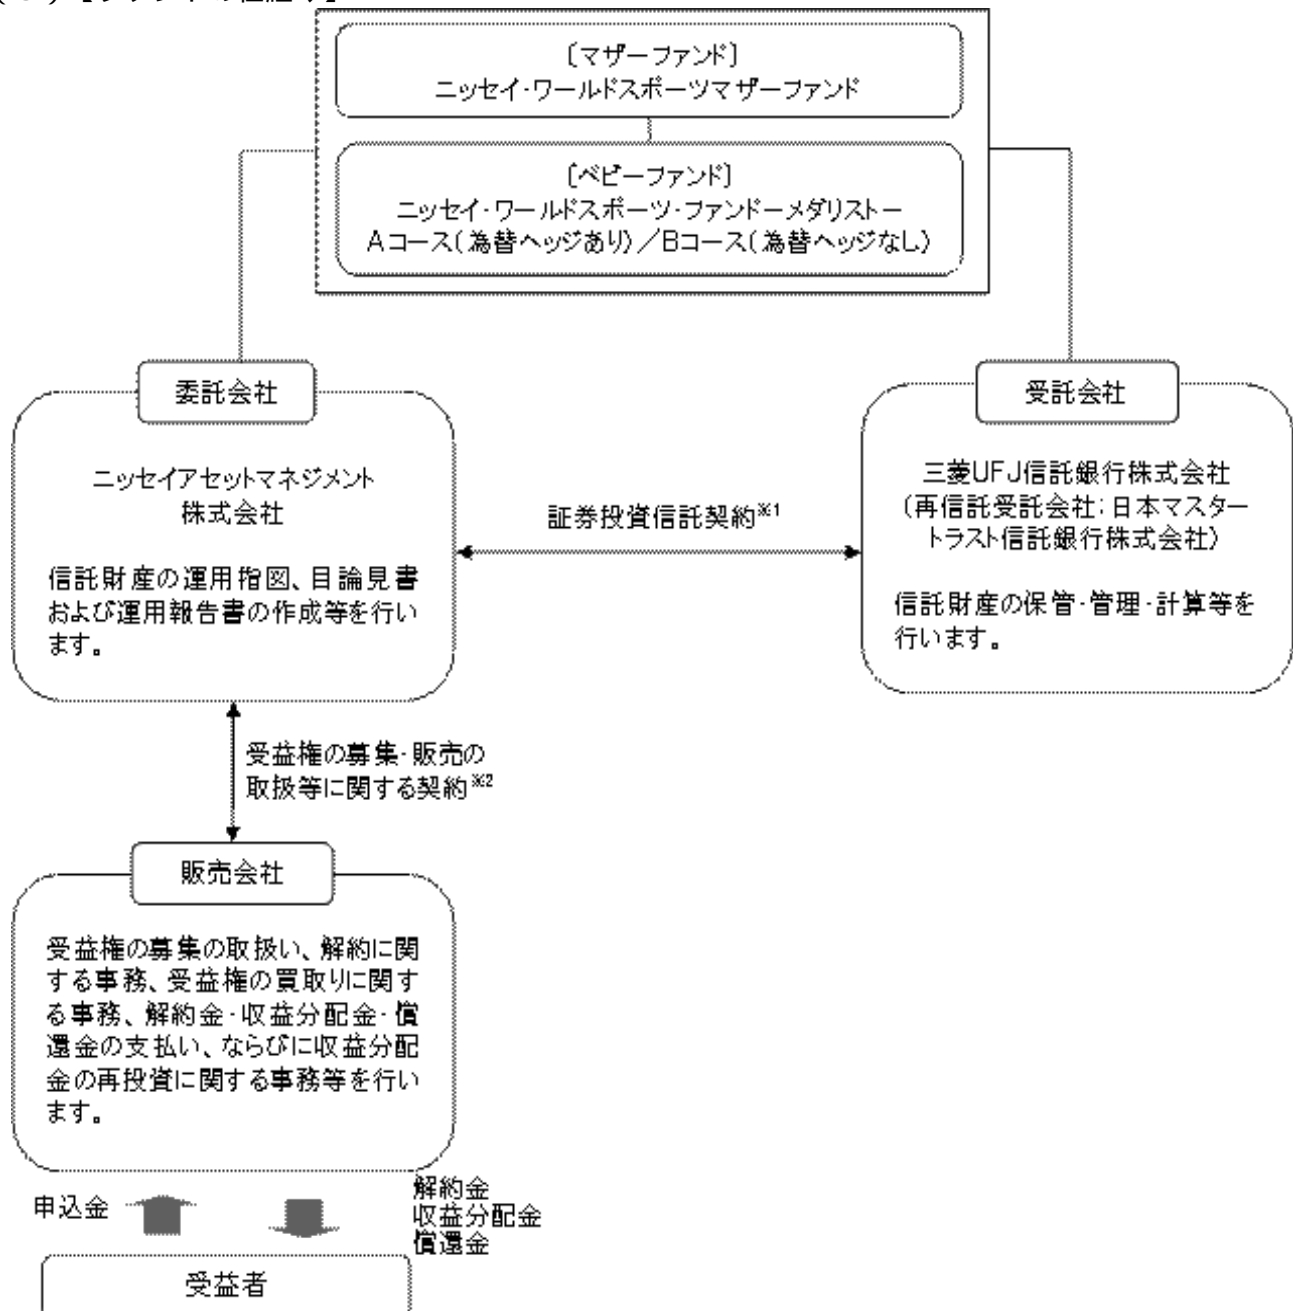 〔マザーファンド〕
ニッセイ・ワールドスポーツマザーファンド
〔ベビーファンド〕
ニッセイ・ワールドスポーツ・ファンドーメダリストー
Aコース(為替ヘッジあり)／Bコース(為替ヘッジなし)
委託会社
ニッセイアセットマネジメント
株式会社
信託財産の運用指図、目論見書
および運用報告書の作成等を行い
ます。
証券投資信託契約※1
受託会社
三菱UFJ信託銀行株式会社
(再信託受託会社:日本マスター
トラスト信託銀行株式会社)
信託財産の保管・管理・計算等を
行います。
受益権の募集・販売の
取扱等に関する契約※2
販売会社
受益権の募集の取扱い、解約に関
する事務、受益権の買取りに関す
る事務、解約金・収益分配金・償
還金の支払い、ならびに収益分配
金の再投資に関する事務等を行い
ます。
申込金
解約金
収益分配金
償還金
受益者